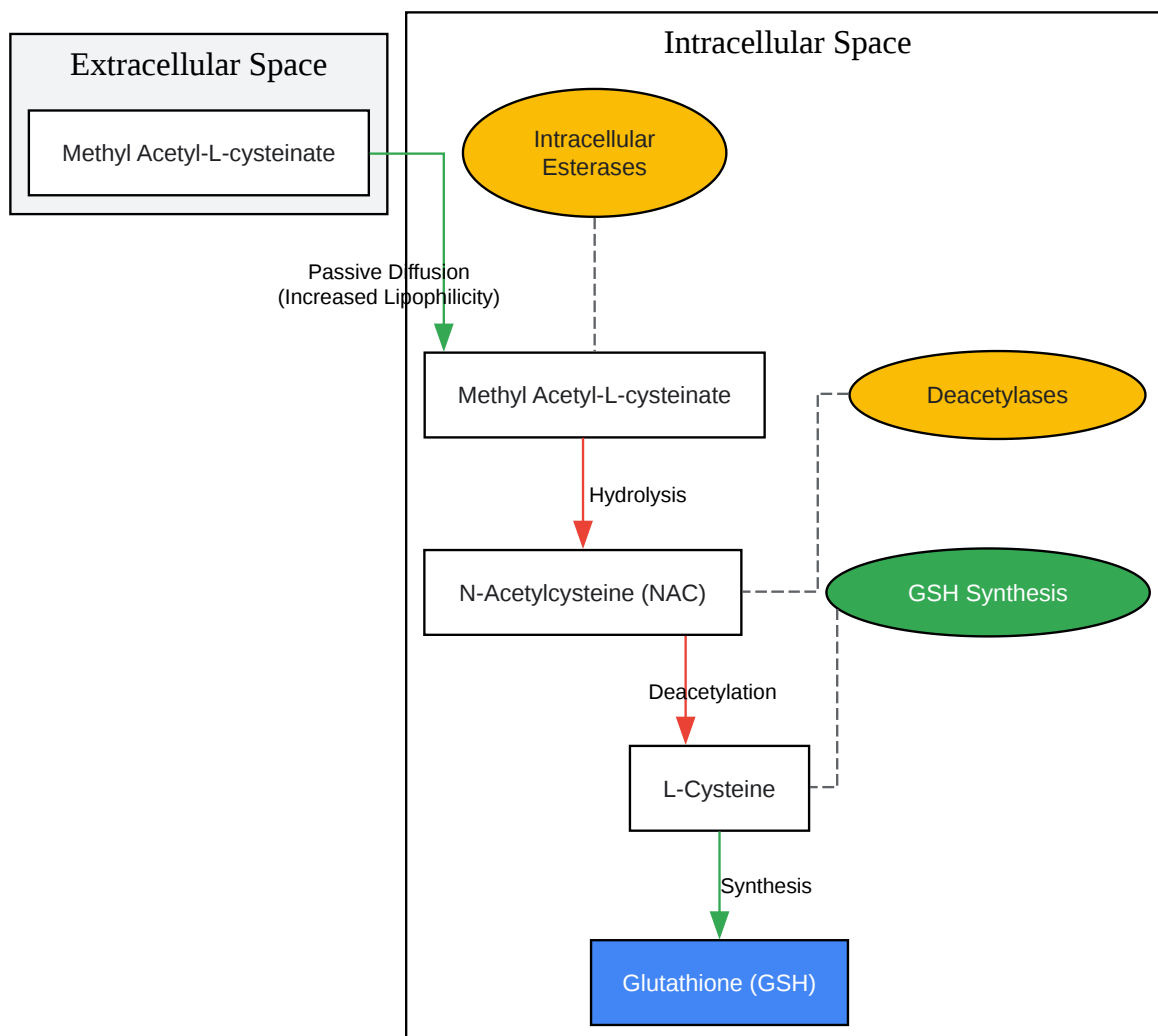 Extracellular Space
Methyl Acetyl-L-cysteinate
Intracellular Space
Intracellular
Esterases
Passive Diffusion
(Increased Lipophilicity)
Methyl Acetyl-L-cysteinate
Deacetylases
Hydrolysis
N-Acetylcysteine (NAC)
GSH Synthesis
Deacetylation
L-Cysteine
Synthesis
Glutathione (GSH)